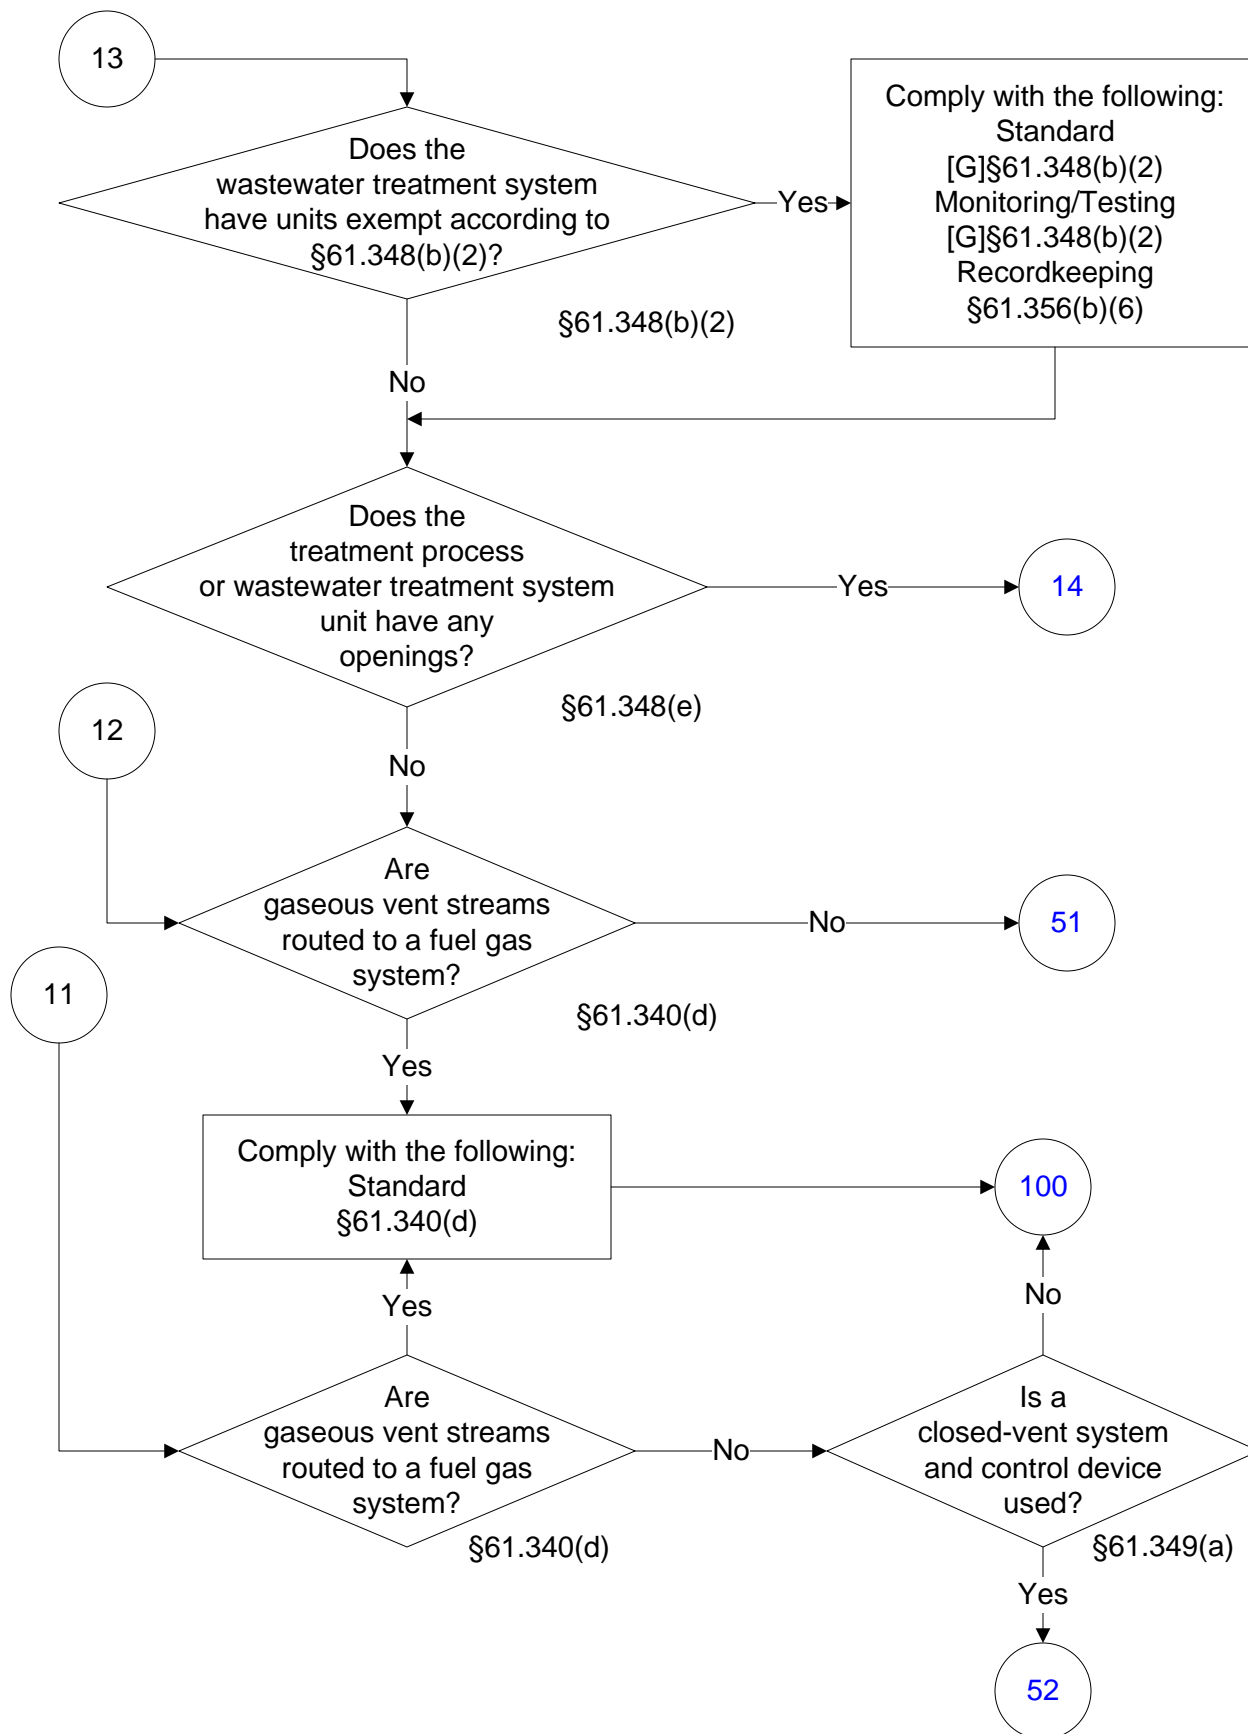 13
Does the
wastewater treatment system
have units exempt according to
§61.348(b)(2)?
Yes
Comply with the following:
Standard
[G]§61.348(b)(2)
Monitoring/Testing
[G]§61.348(b)(2)
Recordkeeping
§61.356(b)(6)
§61.348(b)(2)
No
Does the
treatment process
or wastewater treatment system
unit have any
openings?
Yes
14
§61.348(e)
12
No
Are
gaseous vent streams
routed to a fuel gas
system?
No
51
11
§61.340(d)
Yes
Comply with the following:
Standard
§61.340(d)
100
Yes
No
Are
gaseous vent streams
routed to a fuel gas
system?
No
Is a
closed-vent system
and control device
used?
§61.340(d)
§61.349(a)
Yes
52